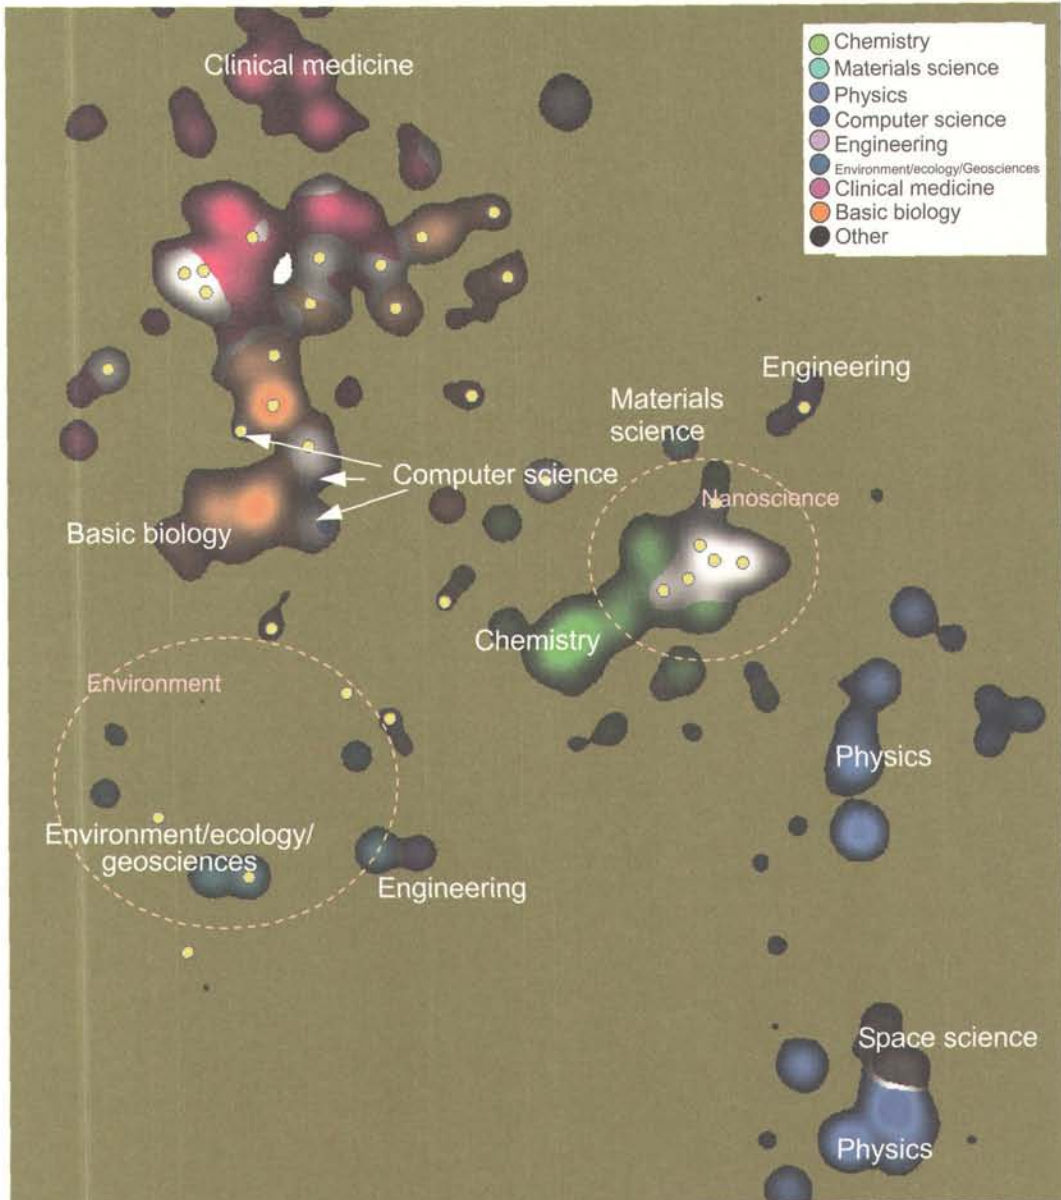 Clinical medicine
Chemistry
Materials science
Physics
Computer science
Engineering
Environment/ecology/Geosciences
Clinical medicine
Basic biology
Other
Engineering
Materials
science
Computer science
Nanoscience
Basic biology
Chemistry
Environment
Physics
Environment/ecology/
geosciences
Engineering
Space science
Physics